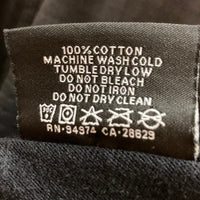 100% COTTON
MACHINE WASH COLD
TUMBLE DRY LOW
DO NOT BLEACH
DO NOT IRON
DO NOT DRY CLEAN
RN-94974 CA-28629